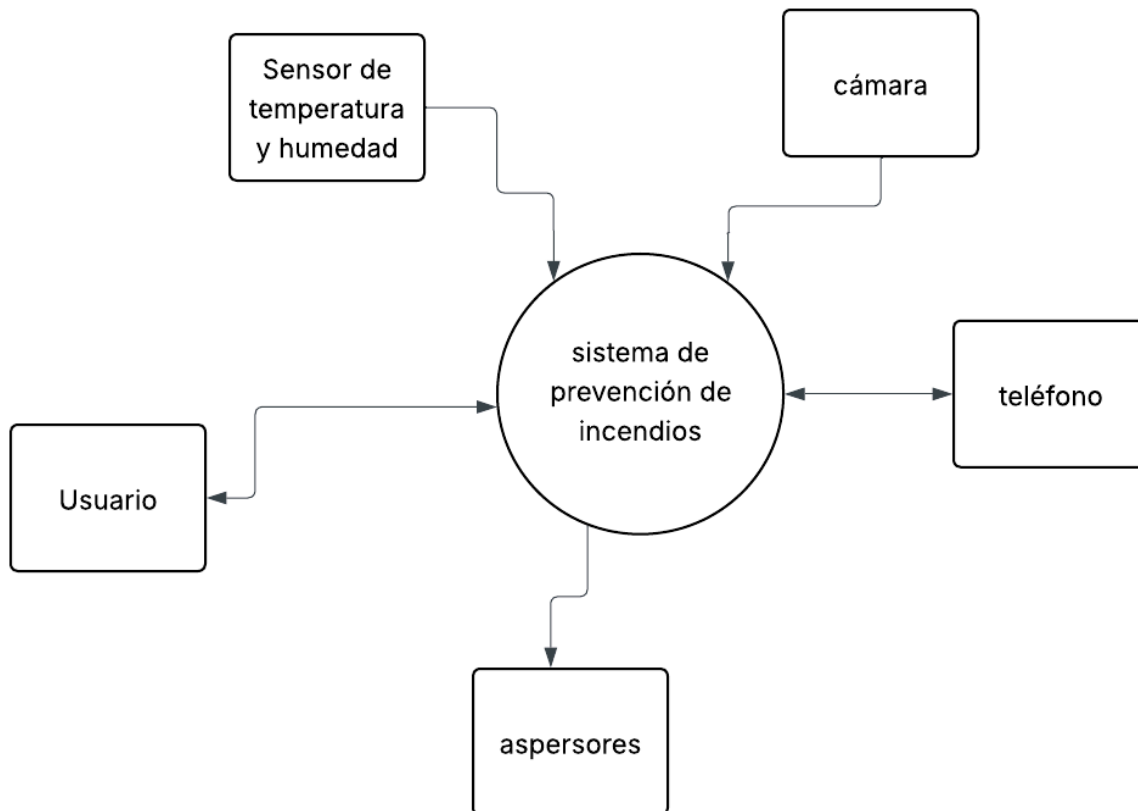 Sensor de
temperatura
y humedad
cámara
sistema de
prevención de
incendios
teléfono
Usuario
aspersores